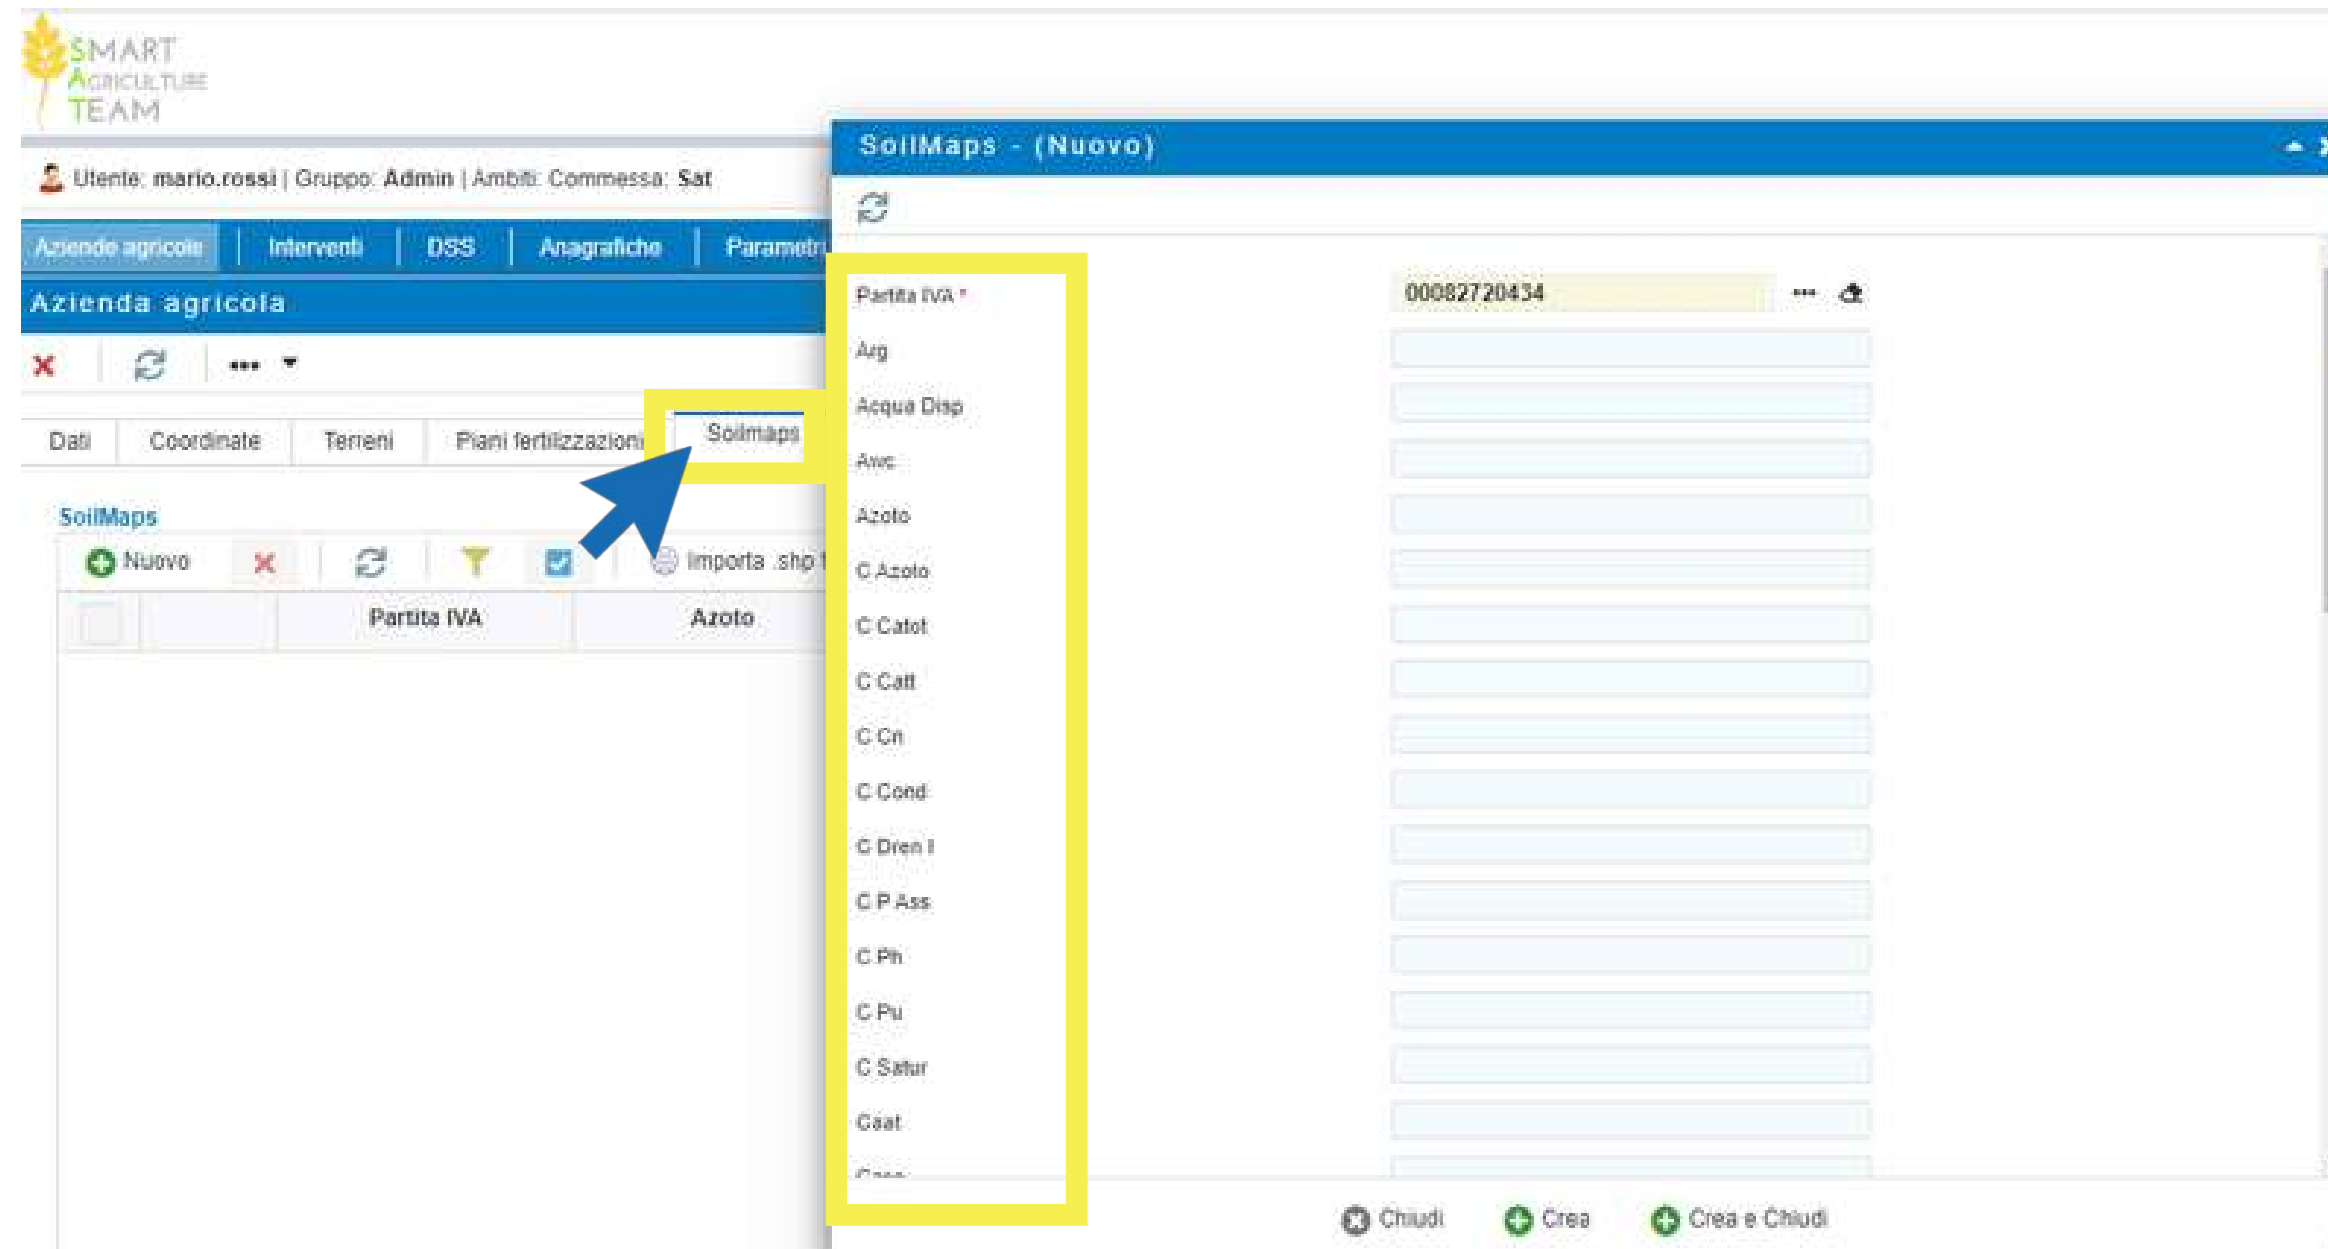 SMART
AGRICULTURE
TEAM
Utente: mario.rossi | Gruppo: Admin | Ambiti: Commessa: Sat
Aziende agricole
Interventi
DSS
Anagrafiche
Azienda agricola
Dati
Coordinate
Terreni
Piani fertilizzazioni
Soilmaps
SoilMaps
Nuovo
Importa .shp
Partita IVA
Azoto
SoilMaps - (Nuovo)
Partita IVA *
00082720434
Arg
Acqua Disp
Awc
Azoto
C Azoto
C Catot
C Catt
C Cn
C Cond
C Dren I
C P Ass
C Ph
C Pu
C Satur
Caat
Chiudi
Crea
Crea e Chiudi